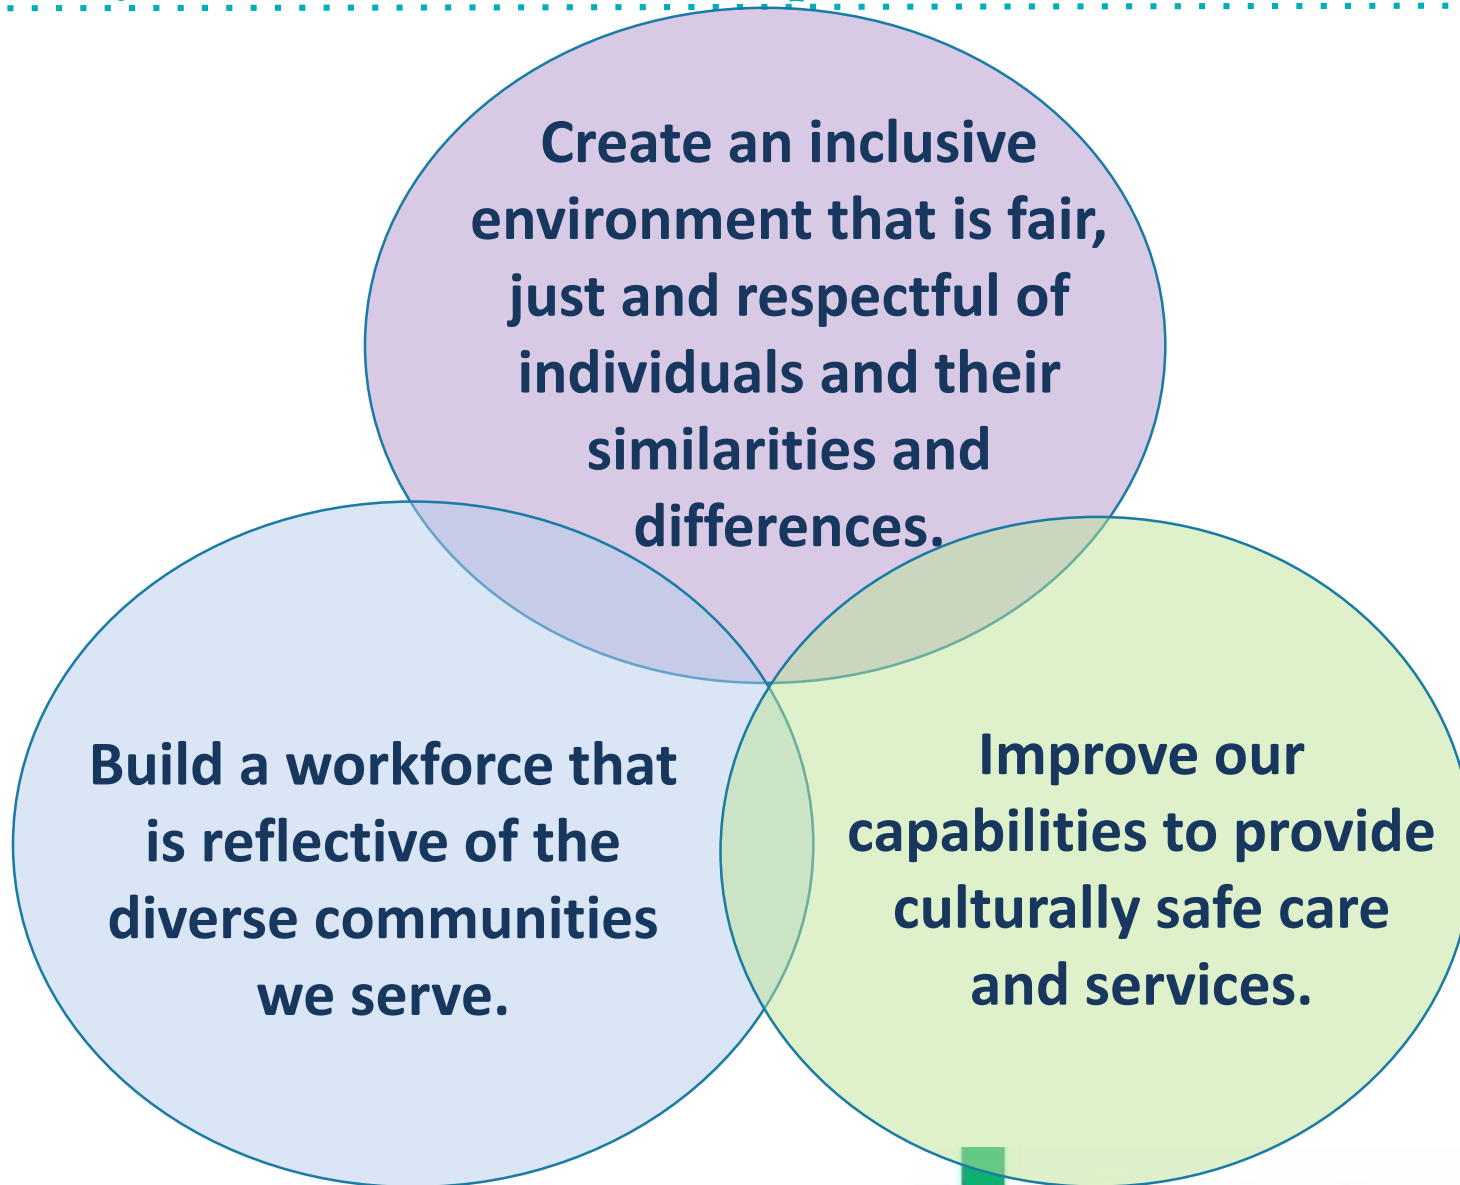 Create an inclusive
environment that is fair,
just and respectful of
individuals and their
similarities and
differences.
Build a workforce that
is reflective of the
diverse communities
we serve.
Improve our
capabilities to provide
culturally safe care
and services.